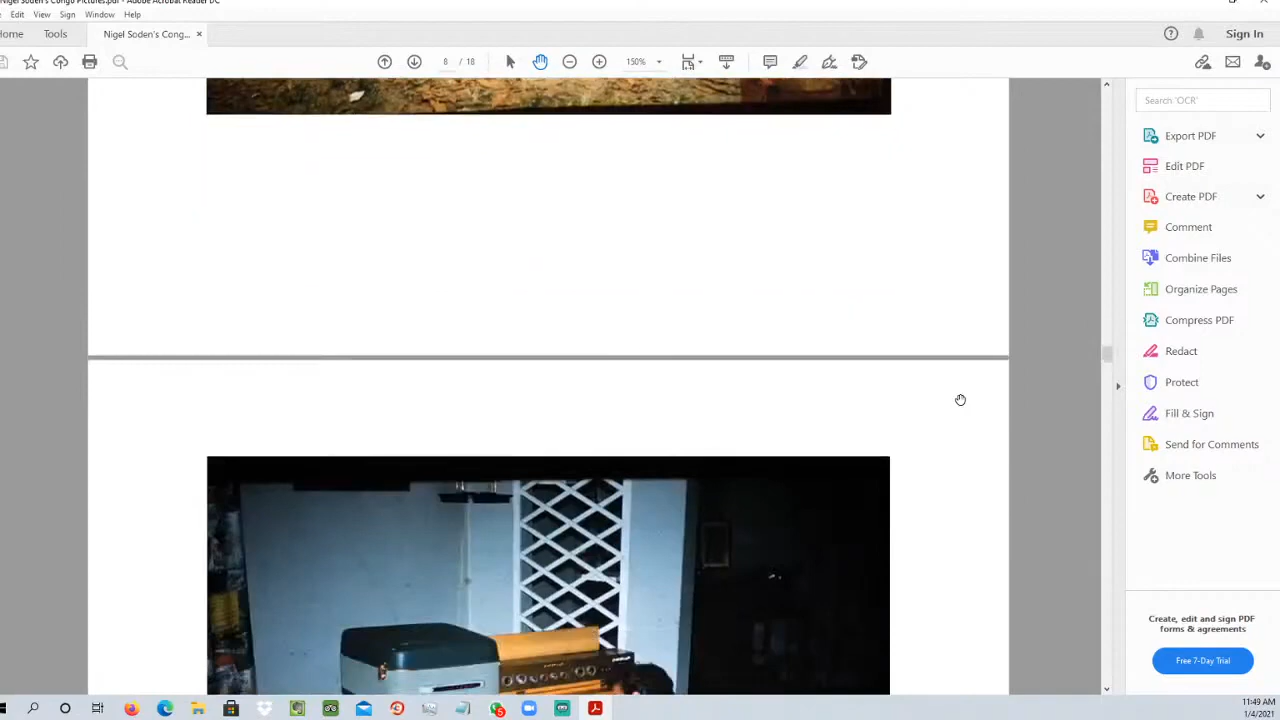 Nigel Soden's Congo Pictures.pdf - Adobe Acrobat Reader DC
Edit View Sign Window Help
Home Tools Nigel Soden's Cong... × Sign In
8 / 18 150%
Search 'OCR'
Export PDF
Edit PDF
Create PDF
Comment
Combine Files
Organize Pages
Compress PDF
Redact
Protect
Fill & Sign
Send for Comments
More Tools
Create, edit and sign PDF
forms & agreements
Free 7-Day Trial
11:49 AM
1/4/2021